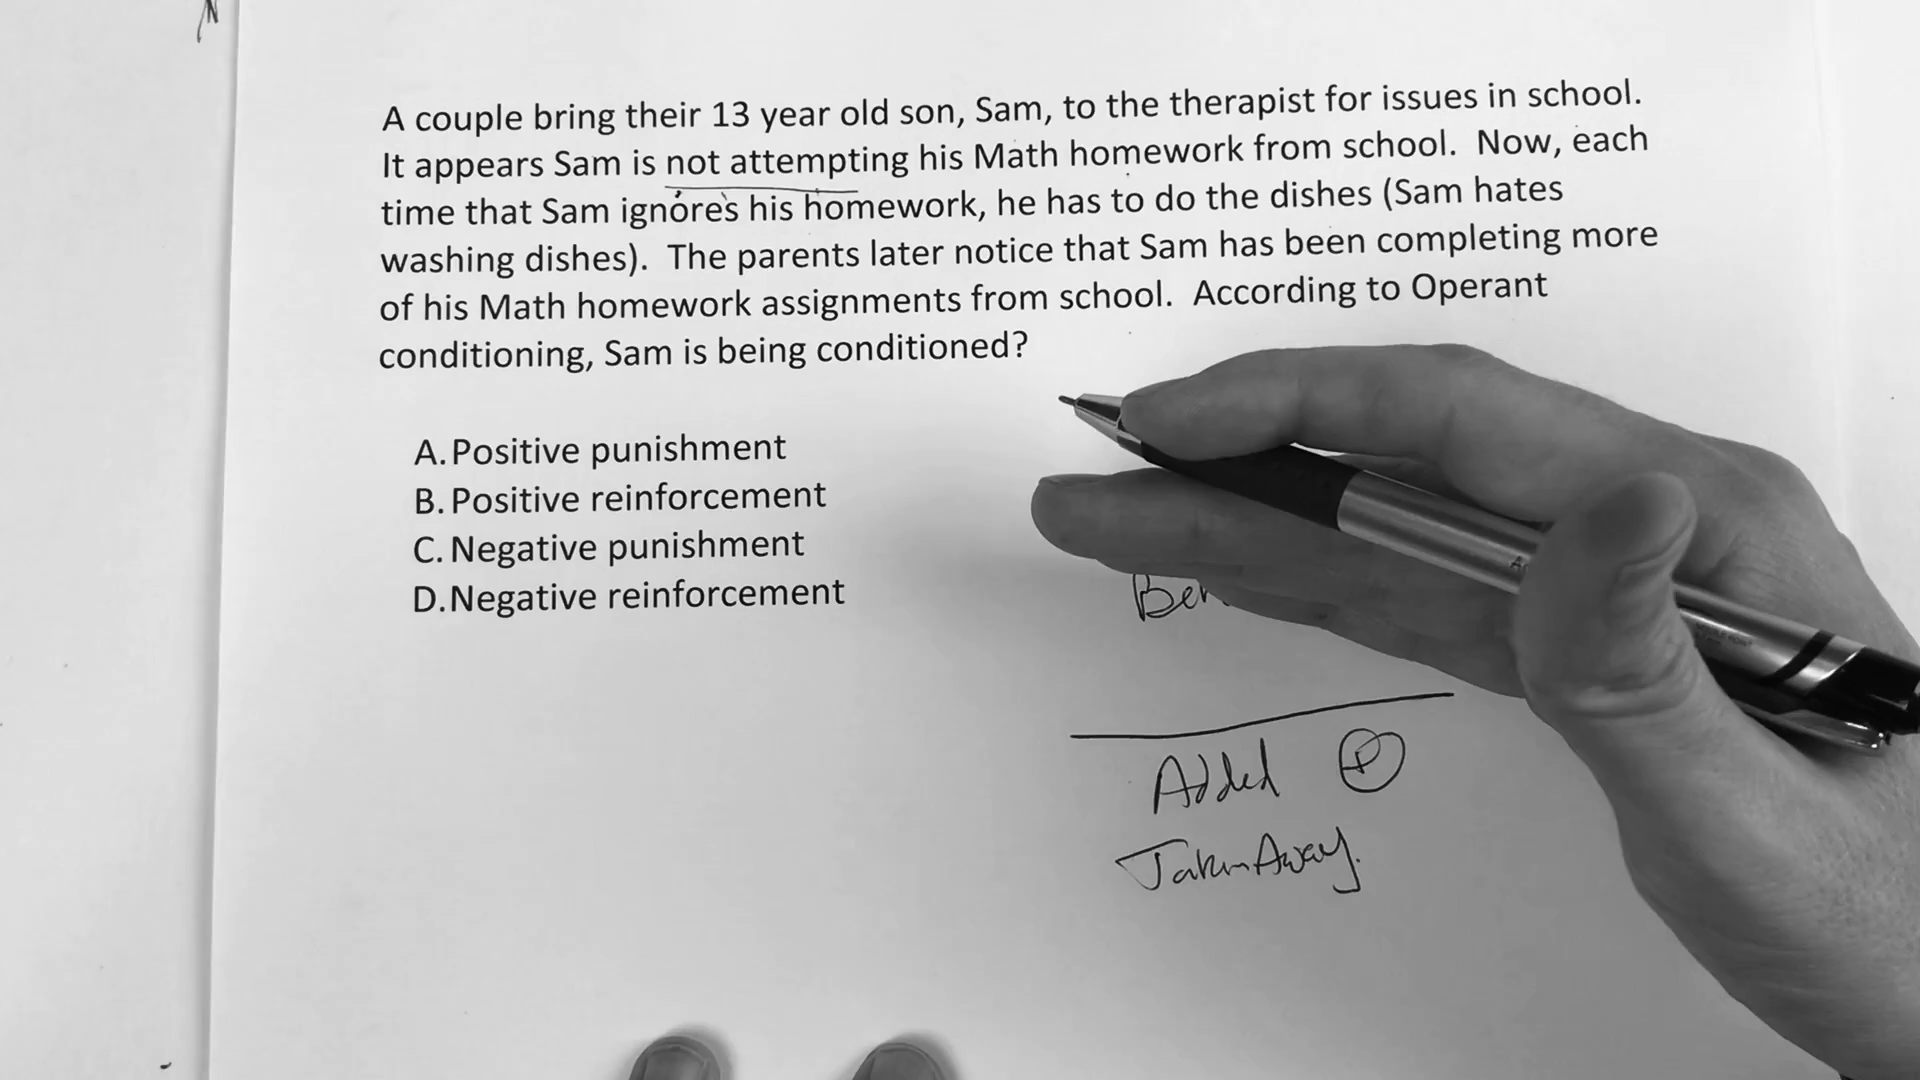 A couple bring their 13 year old son, Sam, to the therapist for issues in school.
It appears Sam is not attempting his Math homework from school. Now, each
time that Sam ignores his homework, he has to do the dishes (Sam hates
washing dishes). The parents later notice that Sam has been completing more
of his Math homework assignments from school. According to Operant
conditioning, Sam is being conditioned?
A. Positive punishment
B. Positive reinforcement
C. Negative punishment
D. Negative reinforcement
Added +
Taken Away.